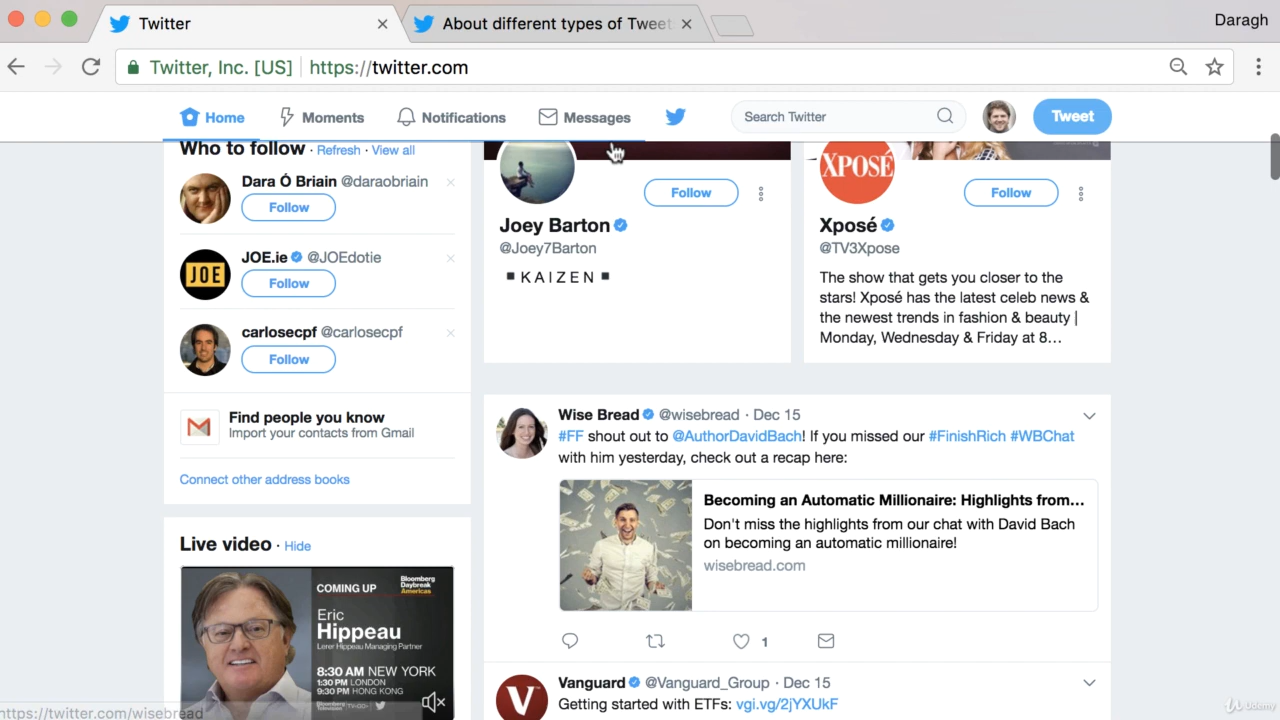 Twitter
About different types of Tweet
Daragh
Twitter, Inc. [US]
https://twitter.com
Home
Moments
Notifications
Messages
Search Twitter
Tweet
Who to follow · Refresh · View all
Dara Ó Briain @daraobriain
Follow
JOE.ie @JOEdotie
JOE
Follow
carlosecpf @carlosecpf
Follow
Find people you know
Import your contacts from Gmail
Connect other address books
Live video · Hide
COMING UP
Bloomberg
Daybreak
Americas
Eric
Hippeau
Lerer Hippeau Managing Partner
8:30 AM NEW YORK
1:30 PM LONDON
9:30 PM HONG KONG
https://twitter.com/wisebread
Follow
Joey Barton
@Joey7Barton
▪ K A I Z E N ▪
XPOSÉ
Follow
Xposé
@TV3Xpose
The show that gets you closer to the
stars! Xposé has the latest celeb news &
the newest trends in fashion & beauty |
Monday, Wednesday & Friday at 8…
Wise Bread @wisebread · Dec 15
#FF shout out to @AuthorDavidBach! If you missed our #FinishRich #WBChat
with him yesterday, check out a recap here:
Becoming an Automatic Millionaire: Highlights from...
Don't miss the highlights from our chat with David Bach
on becoming an automatic millionaire!
wisebread.com
1
V
Vanguard @Vanguard_Group · Dec 15
Getting started with ETFs: vgi.vg/2jYXUkF
Udemy